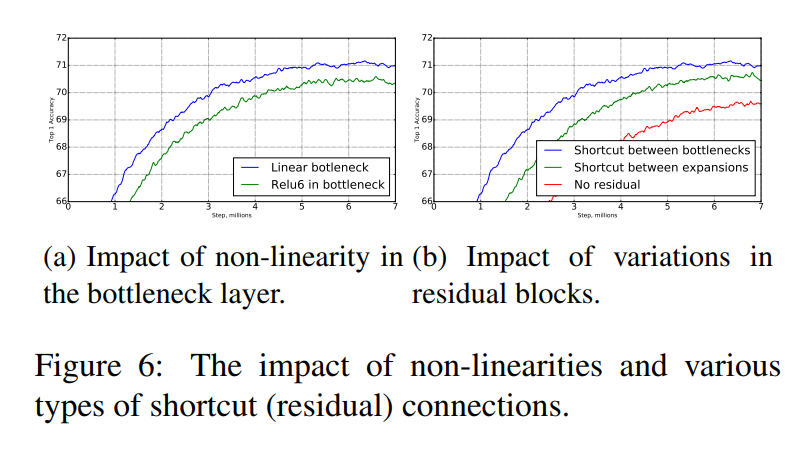 72
71
70
69
68
67
66
Top 1 Accuracy
0 1 2 3 4 5 6 7
Step, millions
Linear botleneck
Relu6 in bottleneck
72
71
70
69
68
67
66
Top 1 Accuracy
0 1 2 3 4 5 6 7
Step, millions
Shortcut between bottlenecks
Shortcut between expansions
No residual
(a) Impact of non-linearity in
the bottleneck layer.
(b) Impact of variations in
residual blocks.
Figure 6: The impact of non-linearities and various
types of shortcut (residual) connections.